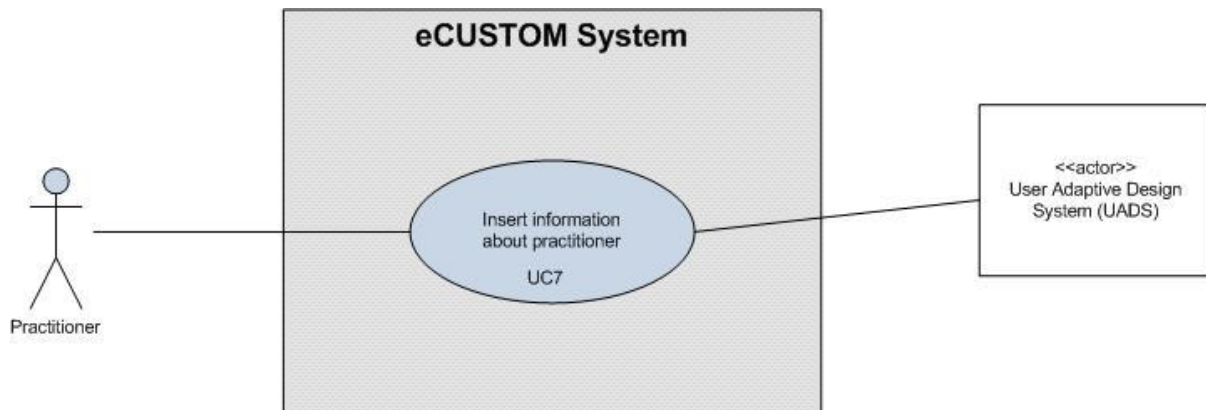 eCUSTOM System
Practitioner
Insert information
about practitioner
UC7
<<actor>>
User Adaptive Design
System (UADS)